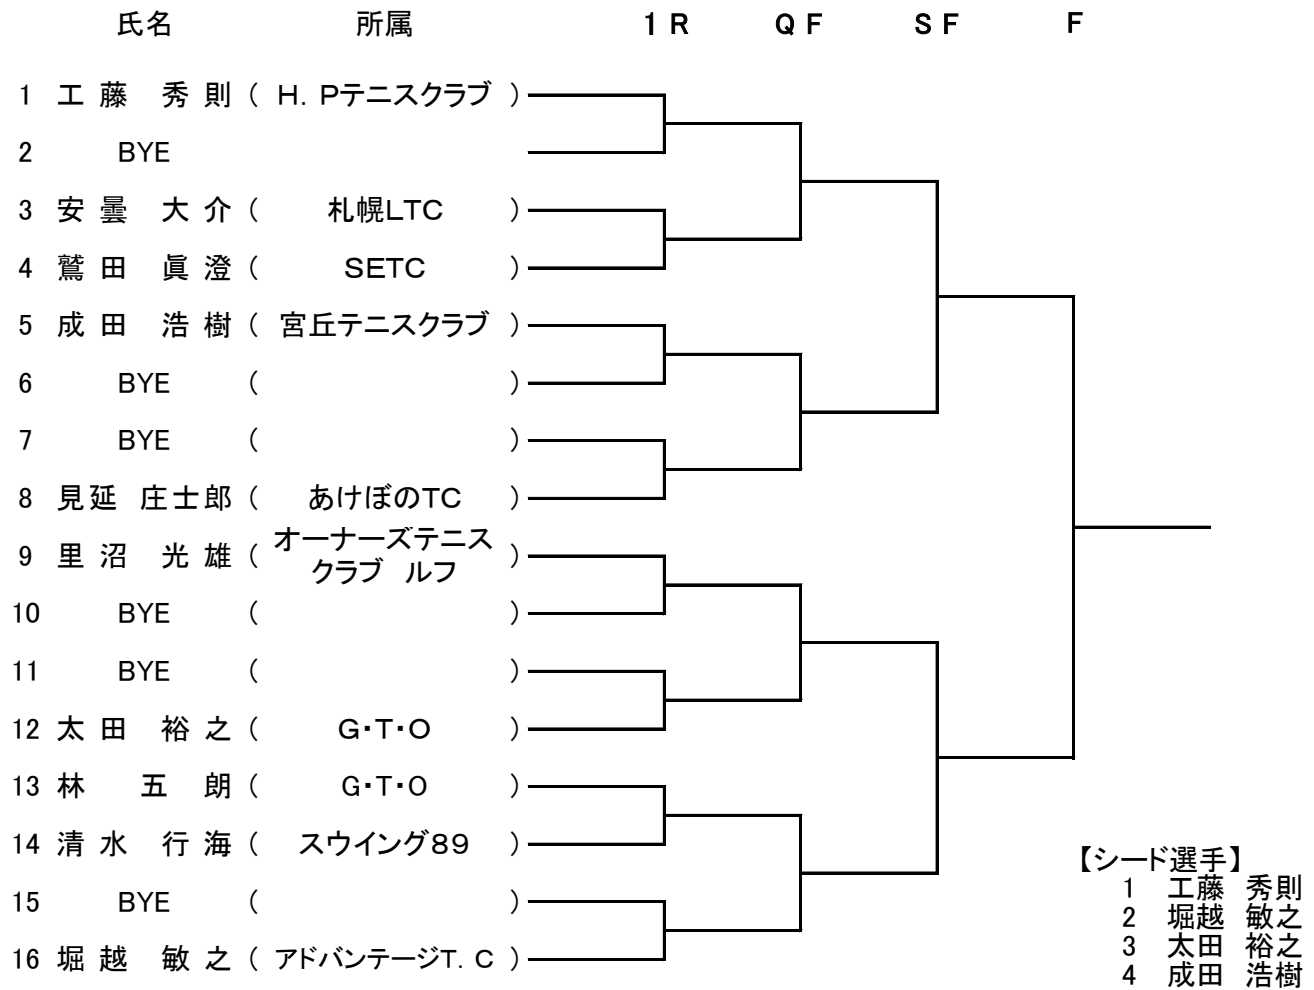 氏名 所属 1R QF SF F
1 工藤 秀則 ( H．Pテニスクラブ )
2 BYE
3 安曇 大介 ( 札幌LTC )
4 鷲田 眞澄 ( SETC )
5 成田 浩樹 ( 宮丘テニスクラブ )
6 BYE ( )
7 BYE ( )
8 見延 庄士郎 ( あけぼのTC )
9 里沼 光雄 ( オーナーズテニス
クラブ ルフ )
10 BYE ( )
11 BYE ( )
12 太田 裕之 ( G・T・O )
13 林 五朗 ( G・T・O )
14 清水 行海 ( スウイング89 )
15 BYE ( )
16 堀越 敏之 ( アドバンテージT．C )
【シード選手】
1 工藤 秀則
2 堀越 敏之
3 太田 裕之
4 成田 浩樹